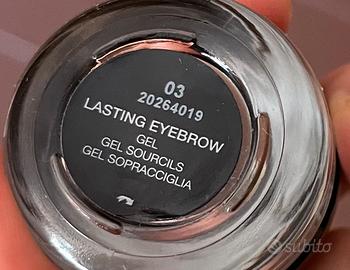 03
20264019
LASTING EYEBROW
GEL
GEL SOURCILS
GEL SOPRACCIGLIA
subito